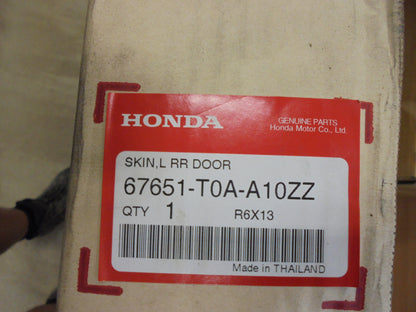 HONDA
GENUINE PARTS
Honda Motor Co., Ltd.
SKIN,L RR DOOR
67651-T0A-A10ZZ
QTY 1 R6X13
Made in THAILAND